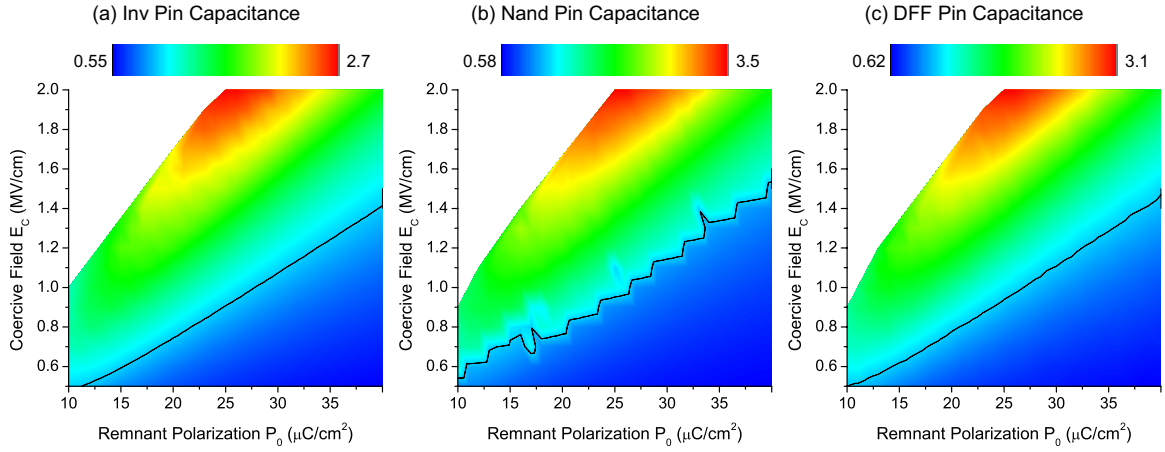 (a) Inv Pin Capacitance
0.55 2.7
2.0
1.8
1.6
1.4
1.2
1.0
0.8
0.6
Coercive Field E_C (MV/cm)
10 15 20 25 30 35
Remnant Polarization P_0 (μC/cm²)
(b) Nand Pin Capacitance
0.58 3.5
2.0
1.8
1.6
1.4
1.2
1.0
0.8
0.6
Coercive Field E_C (MV/cm)
10 15 20 25 30 35
Remnant Polarization P_0 (μC/cm²)
(c) DFF Pin Capacitance
0.62 3.1
2.0
1.8
1.6
1.4
1.2
1.0
0.8
0.6
Coercive Field E_C (MV/cm)
10 15 20 25 30 35
Remnant Polarization P_0 (μC/cm²)